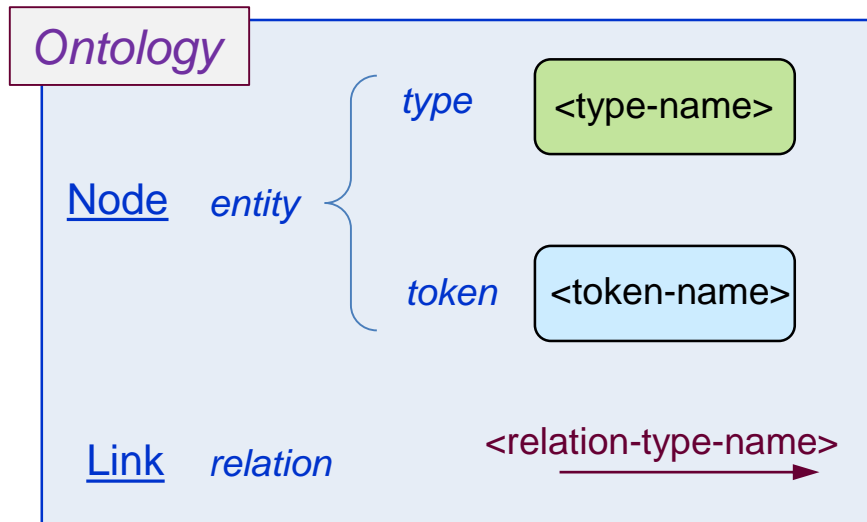 Ontology
type <type-name>
Node entity
token <token-name>
<relation-type-name>
Link relation